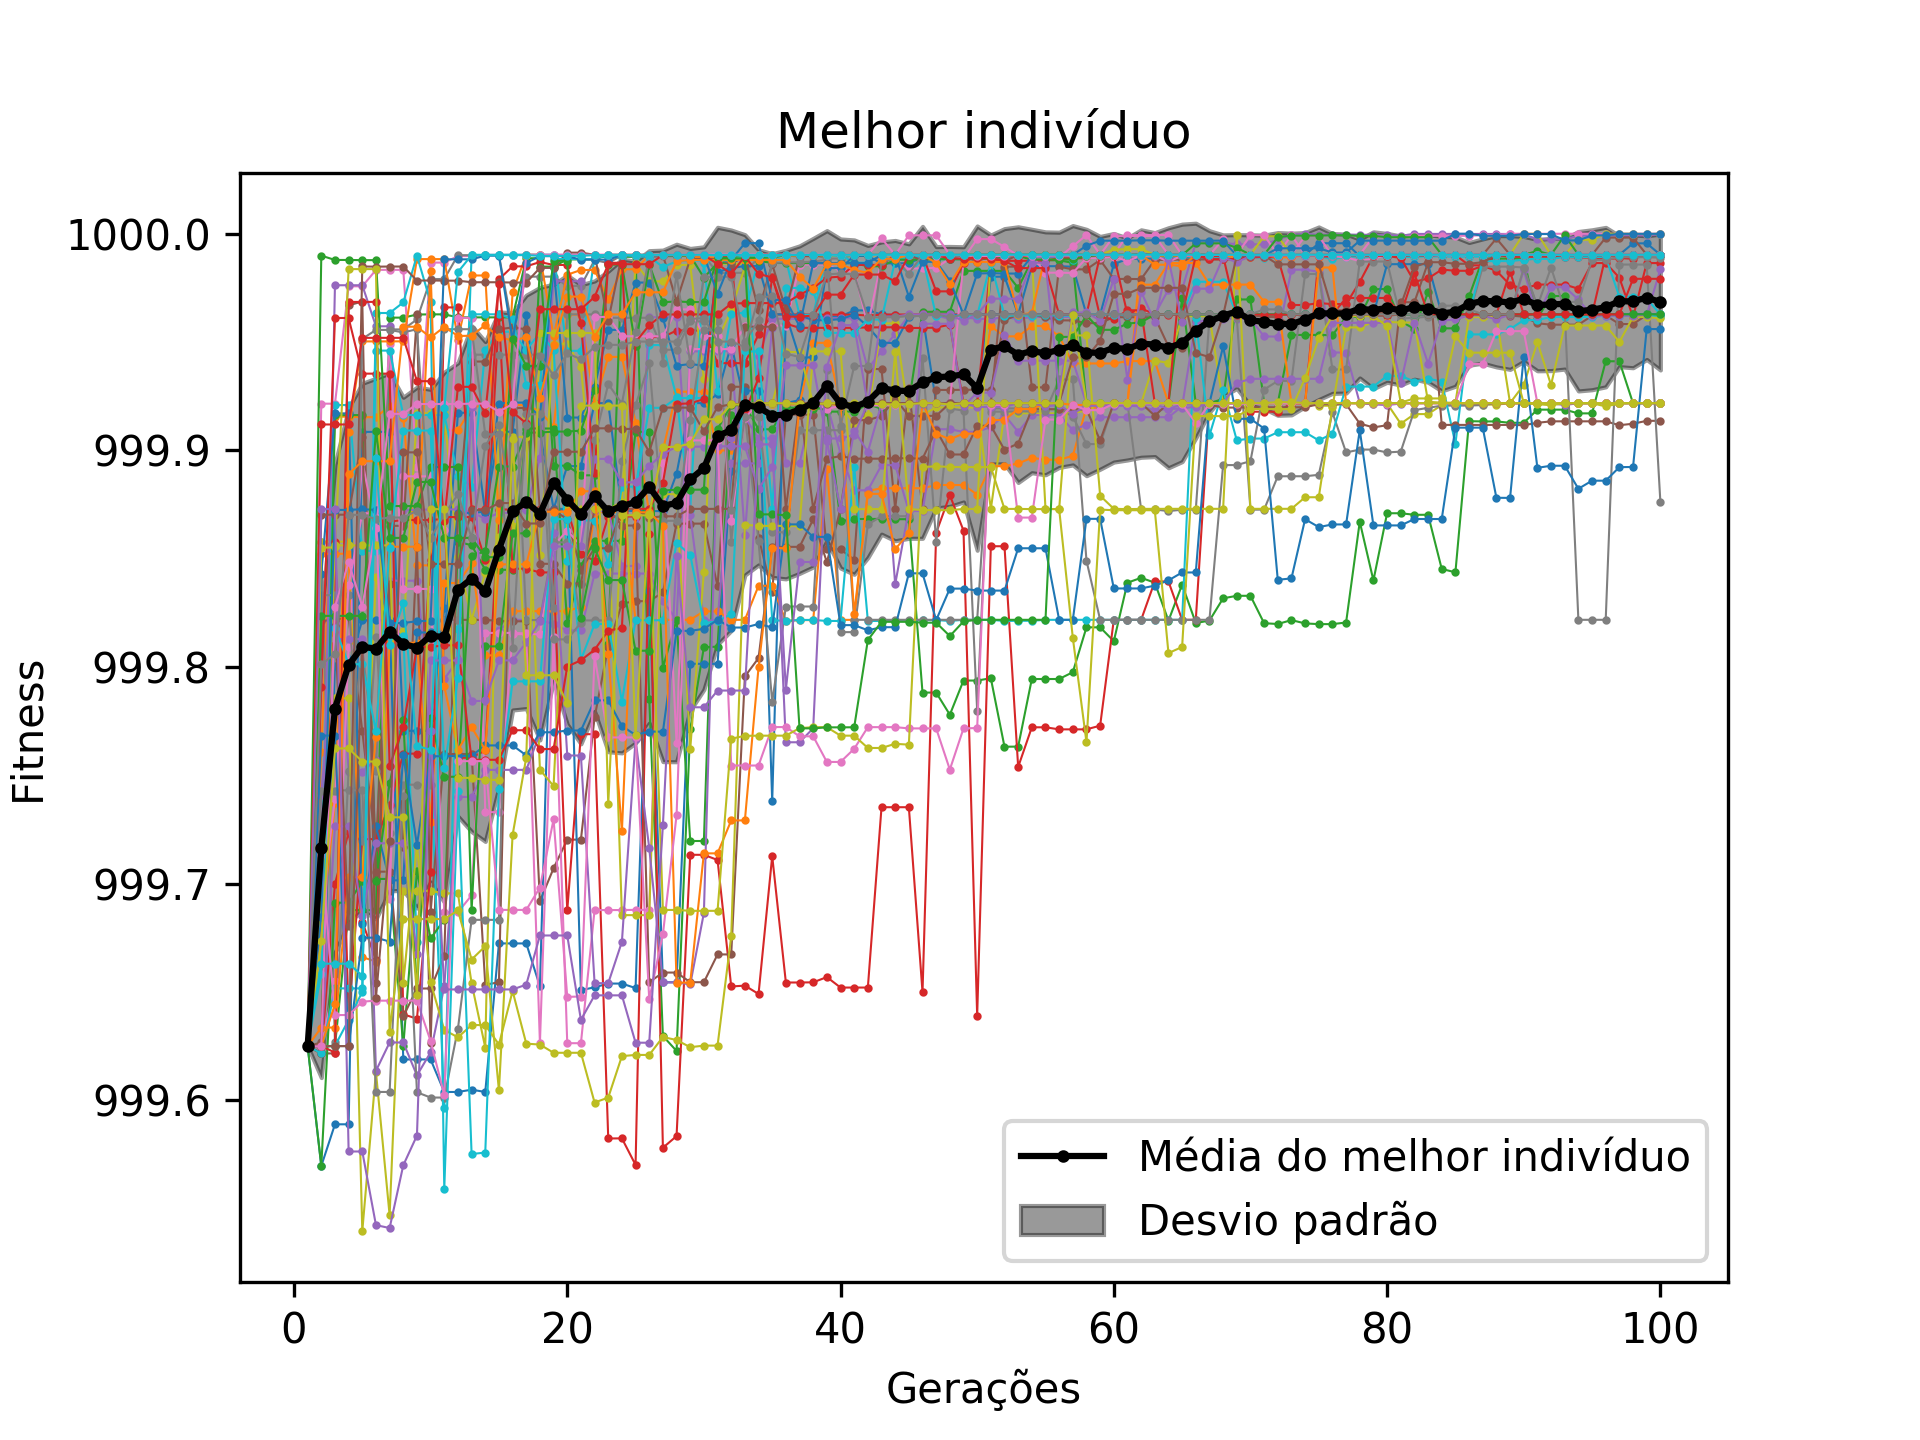 Melhor indivíduo
1000.0
999.9
999.8
999.7
999.6
Fitness
0 20 40 60 80 100
Gerações
Média do melhor indivíduo
Desvio padrão